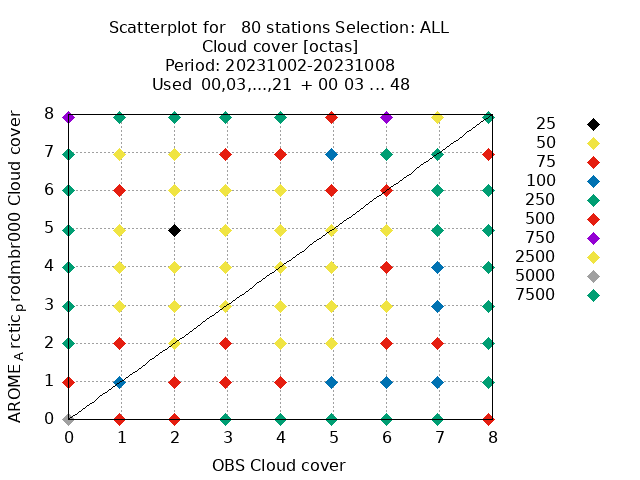 Scatterplot for 80 stations Selection: ALL
Cloud cover [octas]
Period: 20231002-20231008
Used 00,03,...,21 + 00 03 ... 48
8
7
6
5
4
3
2
1
0
AROME_Arctic_prodmbr000 Cloud cover
0 1 2 3 4 5 6 7 8
OBS Cloud cover
25
50
75
100
250
500
750
2500
5000
7500